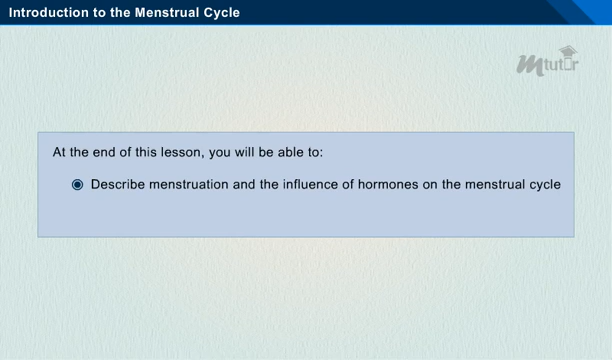 Introduction to the Menstrual Cycle
mtutor
At the end of this lesson, you will be able to:
Describe menstruation and the influence of hormones on the menstrual cycle